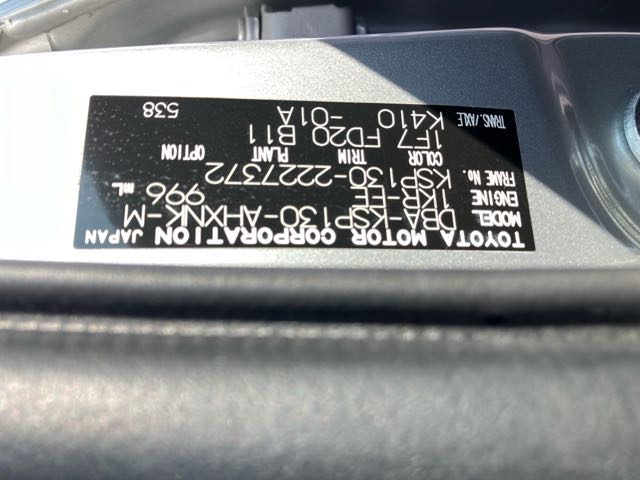 TOYOTA MOTOR CORPORATION JAPAN
MODEL DBA-KSP130-AHXNK-M
ENGINE 1KR-FE 996 mL
FRAME No. KSP130-2227372
COLOR TRIM PLANT OPTION
1F7 FD20 B11
TRANS./AXLE K410 -01A
OPTION
538